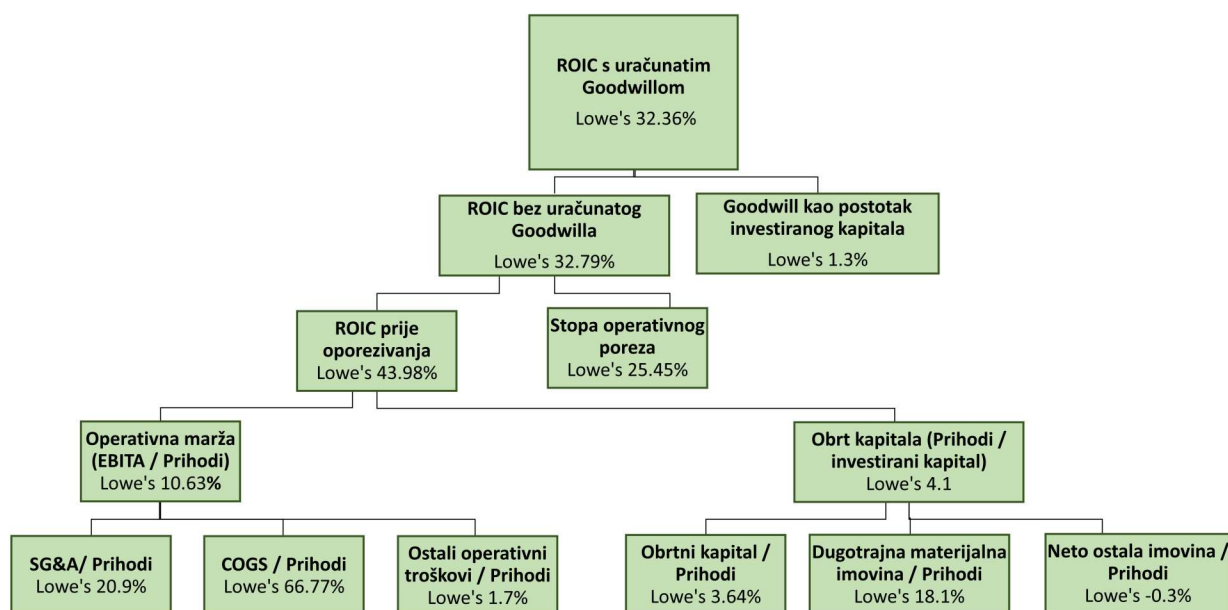 ROIC s uračunatim
Goodwillom
Lowe's 32.36%
ROIC bez uračunatog
Goodwilla
Lowe's 32.79%
Goodwill kao postotak
investiranog kapitala
Lowe's 1.3%
ROIC prije
oporezivanja
Lowe's 43.98%
Stopa operativnog
poreza
Lowe's 25.45%
Operativna marža
(EBITA / Prihodi)
Lowe's 10.63%
Obrt kapitala (Prihodi /
investirani kapital)
Lowe's 4.1
SG&A/ Prihodi
Lowe's 20.9%
COGS / Prihodi
Lowe's 66.77%
Ostali operativni
troškovi / Prihodi
Lowe's 1.7%
Obrtni kapital /
Prihodi
Lowe's 3.64%
Dugotrajna materijalna
imovina / Prihodi
Lowe's 18.1%
Neto ostala imovina /
Prihodi
Lowe's -0.3%